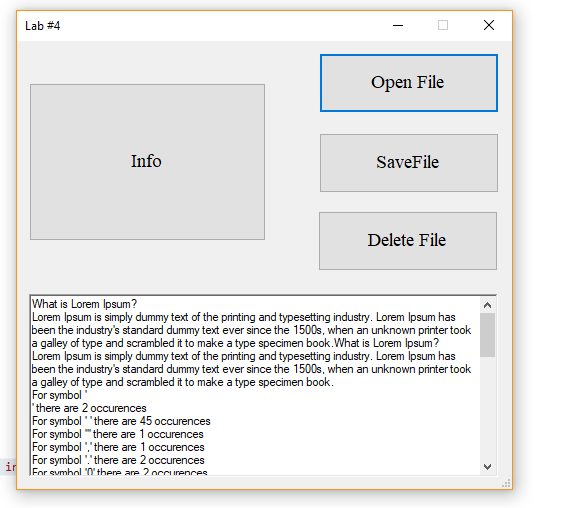 Lab #4
Open File
Info
SaveFile
Delete File
What is Lorem Ipsum?
Lorem Ipsum is simply dummy text of the printing and typesetting industry. Lorem Ipsum has
been the industry's standard dummy text ever since the 1500s, when an unknown printer took
a galley of type and scrambled it to make a type specimen book.What is Lorem Ipsum?
Lorem Ipsum is simply dummy text of the printing and typesetting industry. Lorem Ipsum has
been the industry's standard dummy text ever since the 1500s, when an unknown printer took
a galley of type and scrambled it to make a type specimen book.
For symbol '
' there are 2 occurences
For symbol ' ' there are 45 occurences
For symbol ''' there are 1 occurences
For symbol ',' there are 1 occurences
For symbol '.' there are 2 occurences
For symbol '0' there are 2 occurences